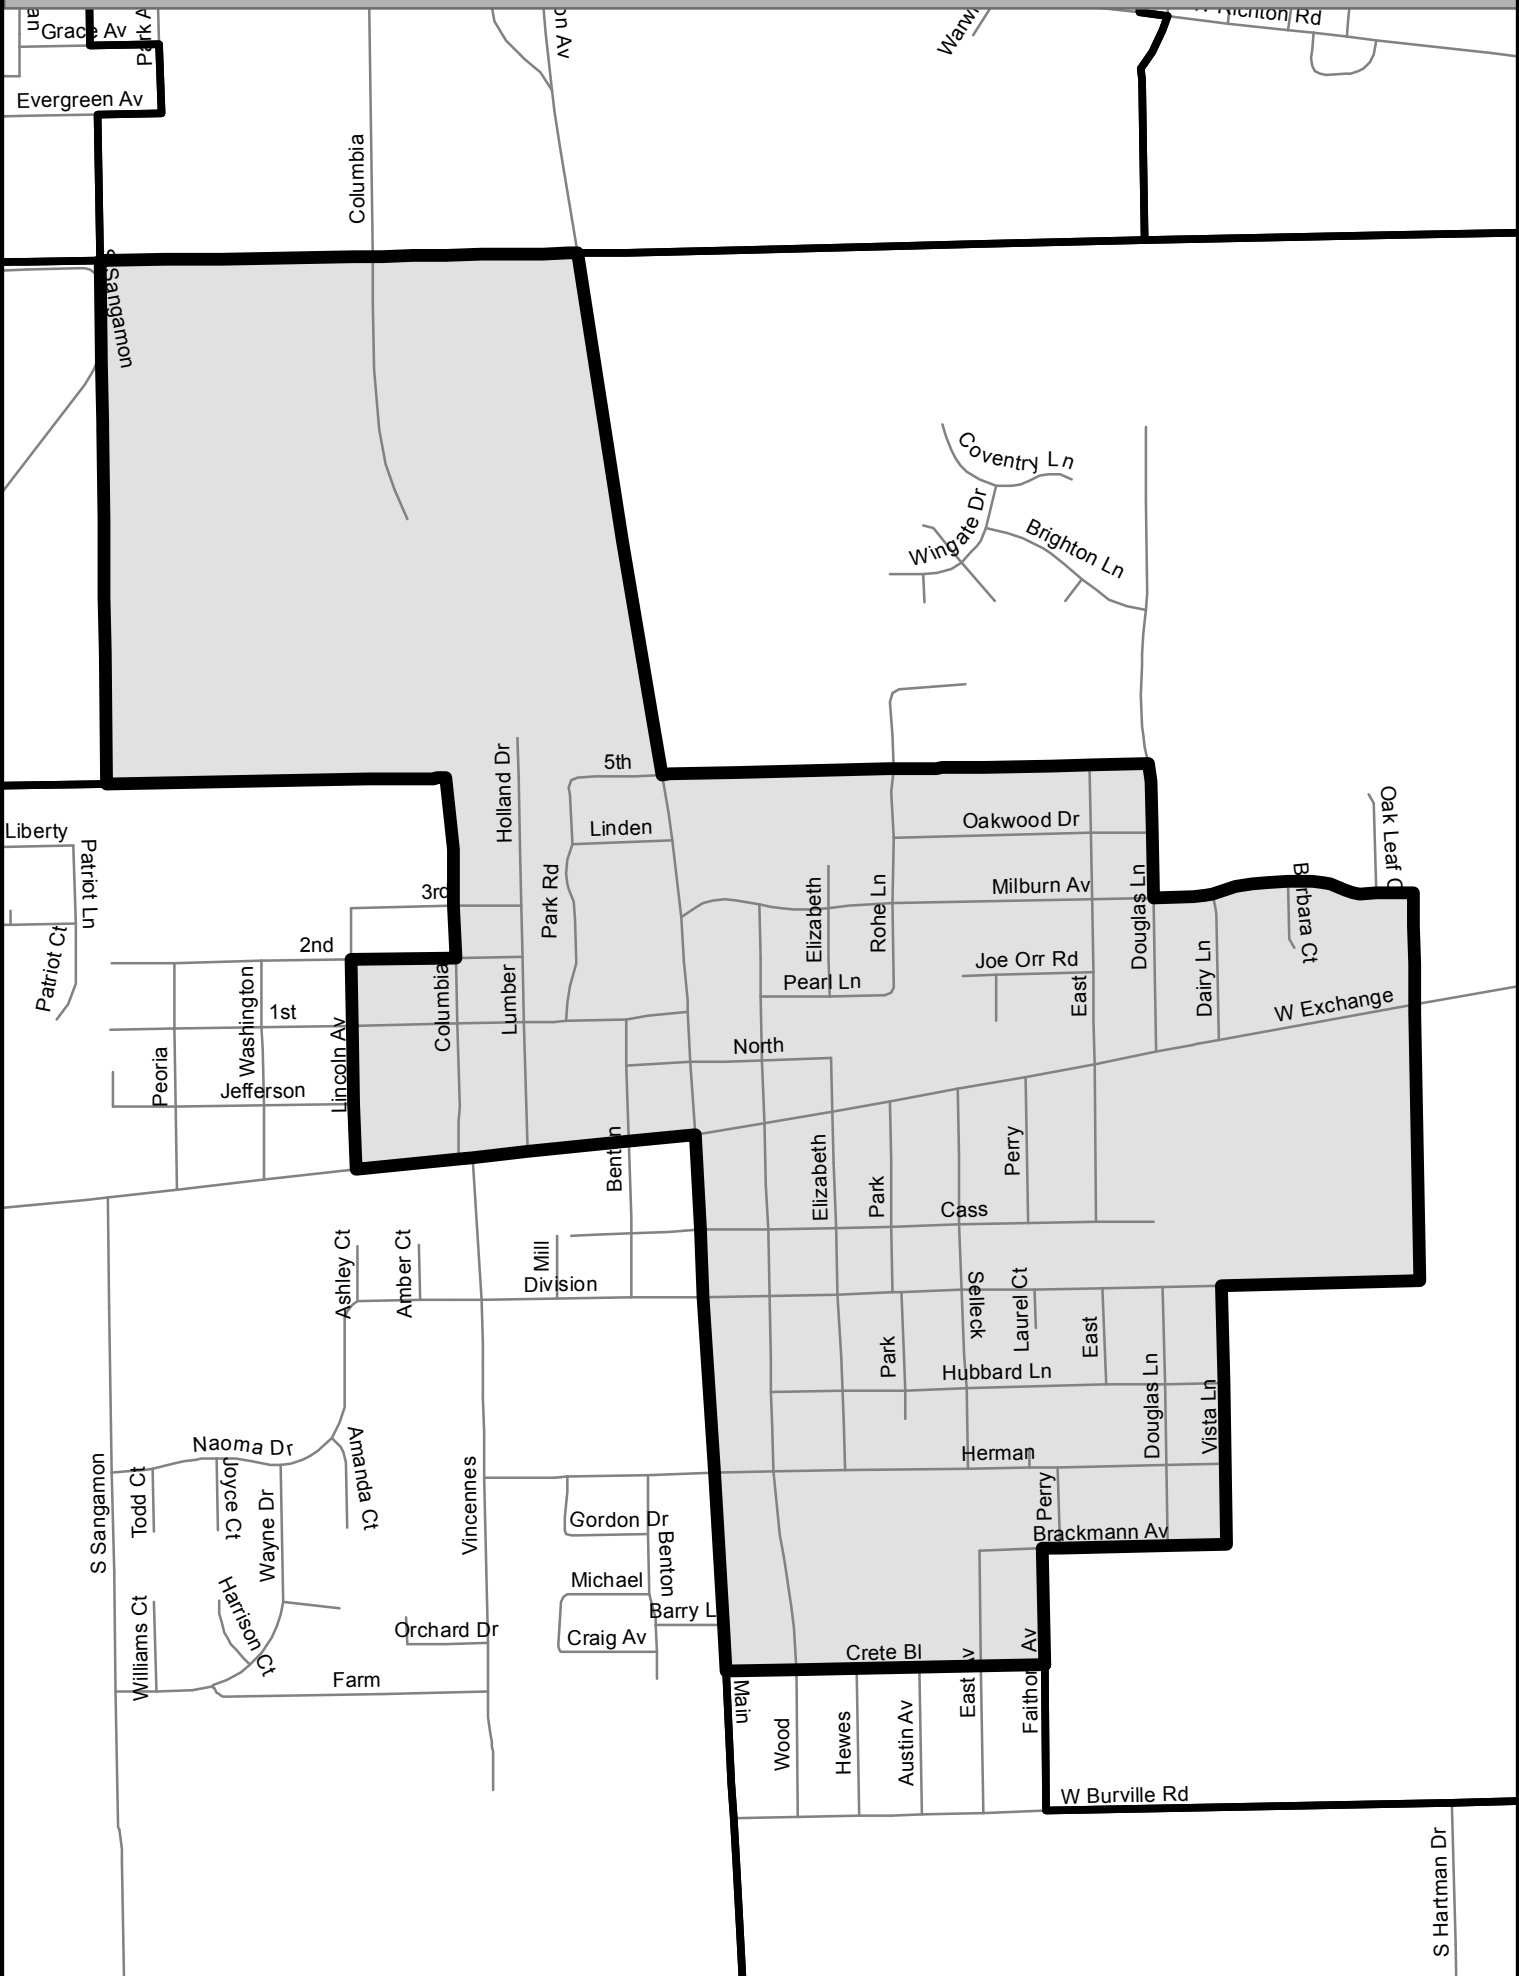 Grace Av
Park A
on Av
W Richton Rd
Evergreen Av
Columbia
S Sangamon
Coventry Ln
Wingate Dr
Brighton Ln
Holland Dr
5th
Linden
Oakwood Dr
Liberty
Patriot Ln
Patriot Ct
3rd
2nd
1st
Park Rd
Elizabeth
Rohe Ln
Milburn Av
Douglas Ln
Barbara Ct
Oak Leaf C
Joe Orr Rd
Pearl Ln
East
Dairy Ln
W Exchange
Washington
Peoria
Jefferson
Lincoln Av
Columbia
Lumber
North
Benton
Elizabeth
Park
Perry
Cass
Ashley Ct
Amber Ct
Mill
Division
Selleck
Laurel Ct
East
Park
Hubbard Ln
Douglas Ln
Vista Ln
Naoma Dr
Amanda Ct
Herman
S Sangamon
Todd Ct
Joyce Ct
Wayne Dr
Vincennes
Gordon Dr
Benton
Perry
Brackmann Av
Michael
Barry L
Craig Av
Williams Ct
Harrison Ct
Orchard Dr
Farm
Crete Bl
East Av
Faithorn Av
Main
Wood
Hewes
Austin Av
W Burville Rd
S Hartman Dr